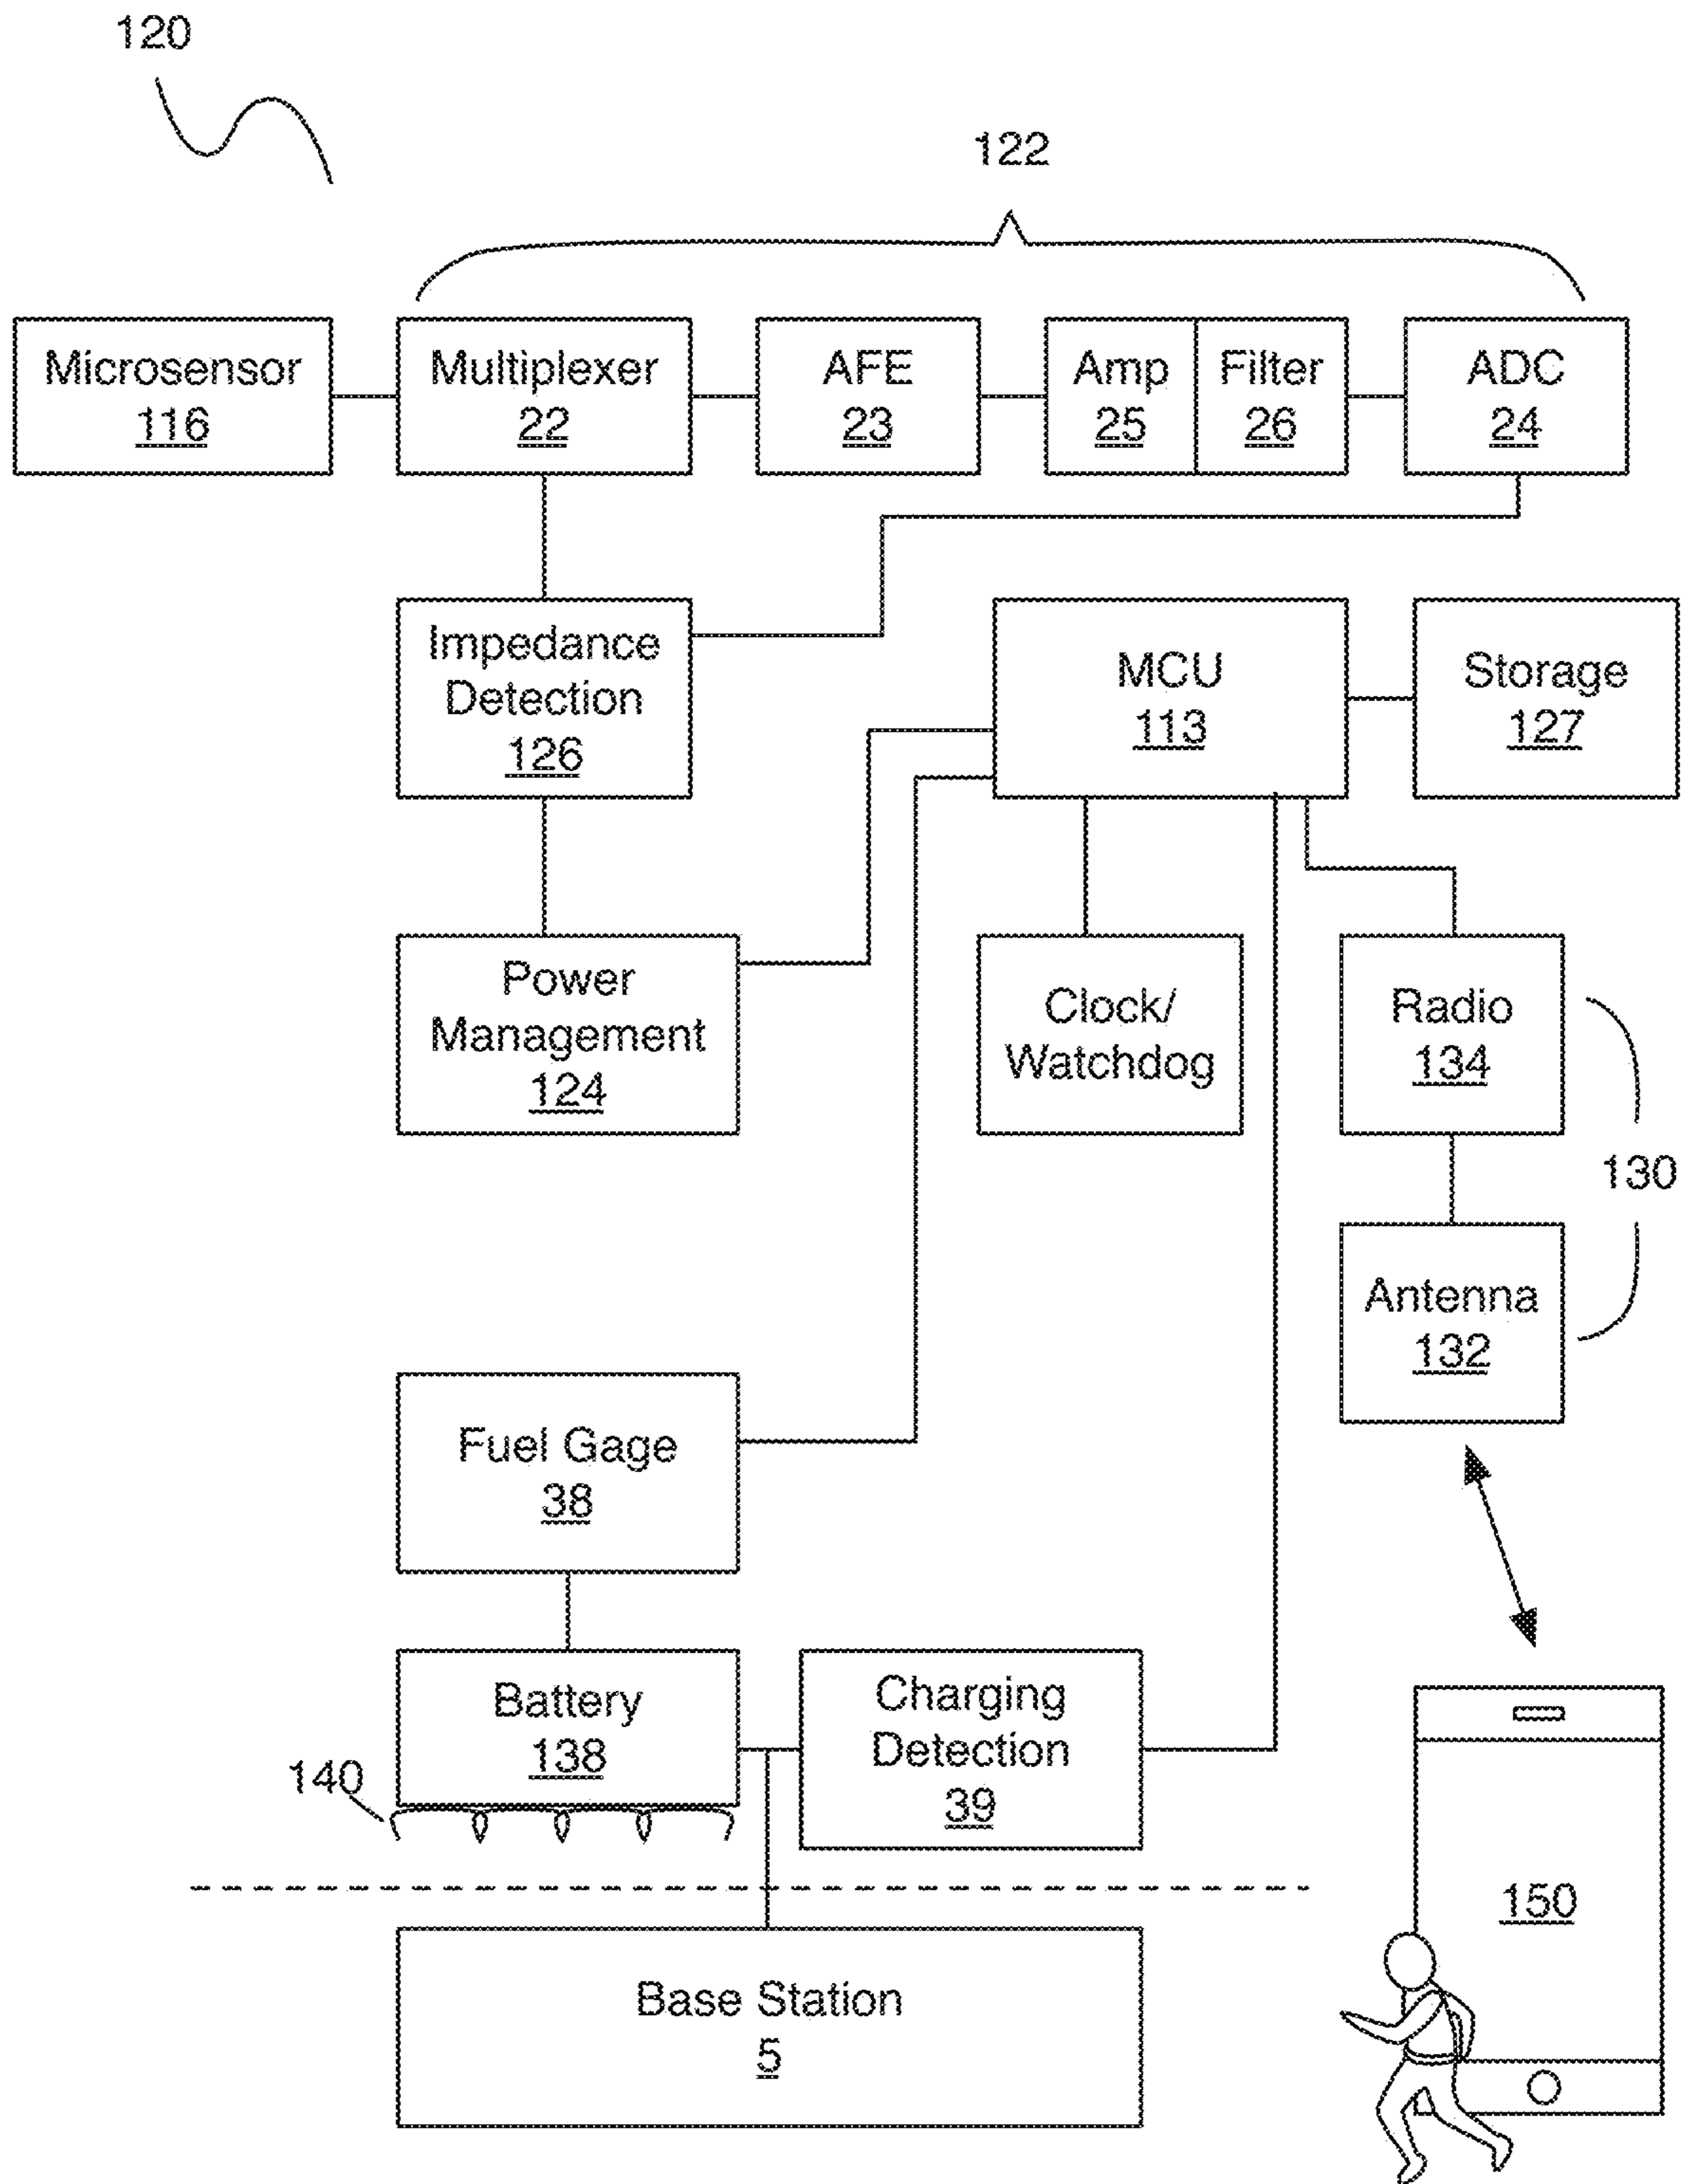 120
122
Microsensor
116
Multiplexer
22
AFE
23
Amp
25
Filter
26
ADC
24
Impedance
Detection
126
MCU
113
Storage
127
Power
Management
124
Clock/
Watchdog
Radio
134
130
Antenna
132
Fuel Gage
38
Battery
138
Charging
Detection
39
140
150
Base Station
5